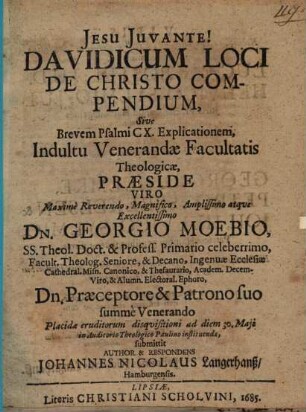 JESU JUVANTE!
DAVIDICUM LOCI
DE CHRISTO COM-
PENDIUM,
Sive
Brevem Psalmi CX. Explicationem,
Indultu Venerandæ Facultatis
Theologicæ,
PRÆSIDE
VIRO
Maximè Reverendo, Magnifico, Amplissimo atqve
Excellentissimo
DN. GEORGIO MOEBIO,
SS. Theol. Doct. & Profess. Primario celeberrimo,
Facult. Theolog. Seniore, & Decano, Ingenuæ Ecclesiæ
Cathedral. Misn. Canonico, & Thesaurario, Academ. Decem-
Viro, & Alumn. Electoral. Ephoro,
Dn. Præceptore & Patrono suo
summè Venerando
Placida eruditorum disqvisitioni ad diem 30. Maji
in Auditorio Theologico Paulino instituenda,
submittit
AUTHOR & RESPONDENS
JOHANNES NICOLAUS Langerhanß/
Hamburgensis.
LIPSIÆ,
Literis CHRISTIANI SCHOLVINI, 1685.